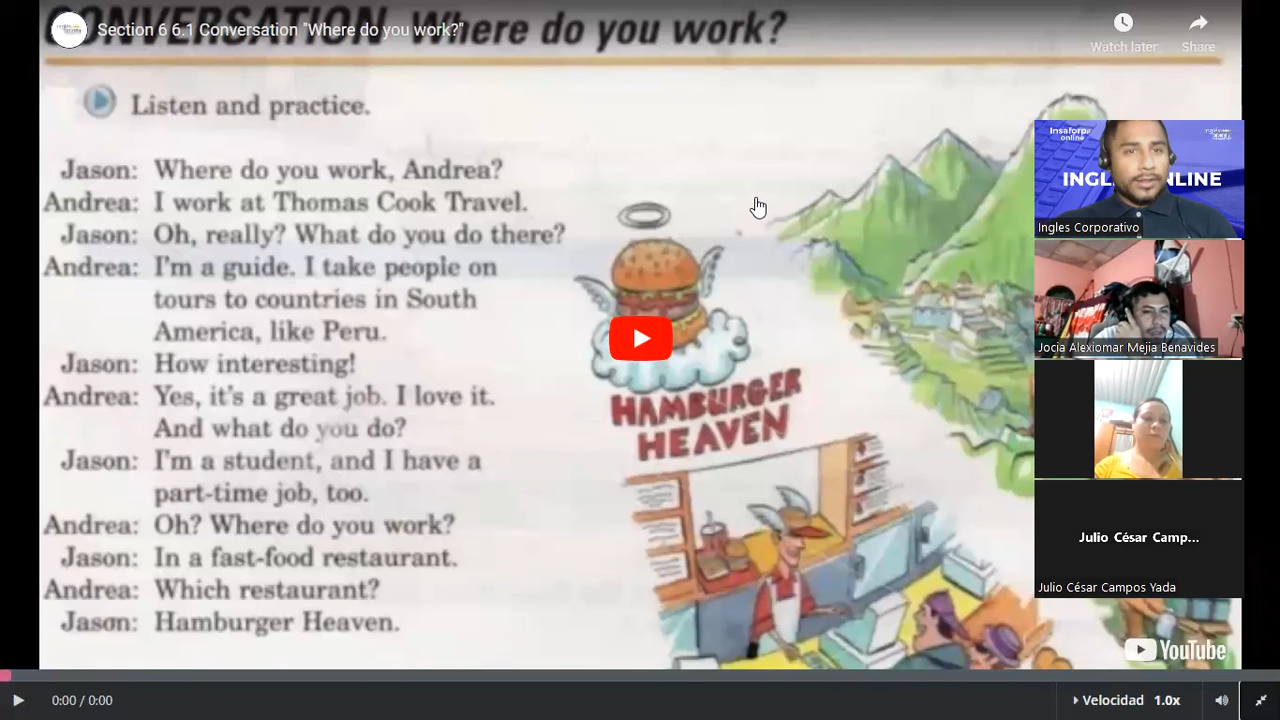 CONVERSATION Where do you work?
Section 6 6.1 Conversation "Where do you work?"
Watch later
Share
Listen and practice.
Jason: Where do you work, Andrea?
Andrea: I work at Thomas Cook Travel.
Jason: Oh, really? What do you do there?
Andrea: I'm a guide. I take people on
tours to countries in South
America, like Peru.
Jason: How interesting!
Andrea: Yes, it's a great job. I love it.
And what do you do?
Jason: I'm a student, and I have a
part-time job, too.
Andrea: Oh? Where do you work?
Jason: In a fast-food restaurant.
Andrea: Which restaurant?
Jason: Hamburger Heaven.
HAMBURGER
HEAVEN
Insaforp
online
INGL ONLINE
Ingles Corporativo
Jocia Alexiomar Mejia Benavides
Julio César Camp...
Julio César Campos Yada
YouTube
0:00 / 0:00
Velocidad 1.0x